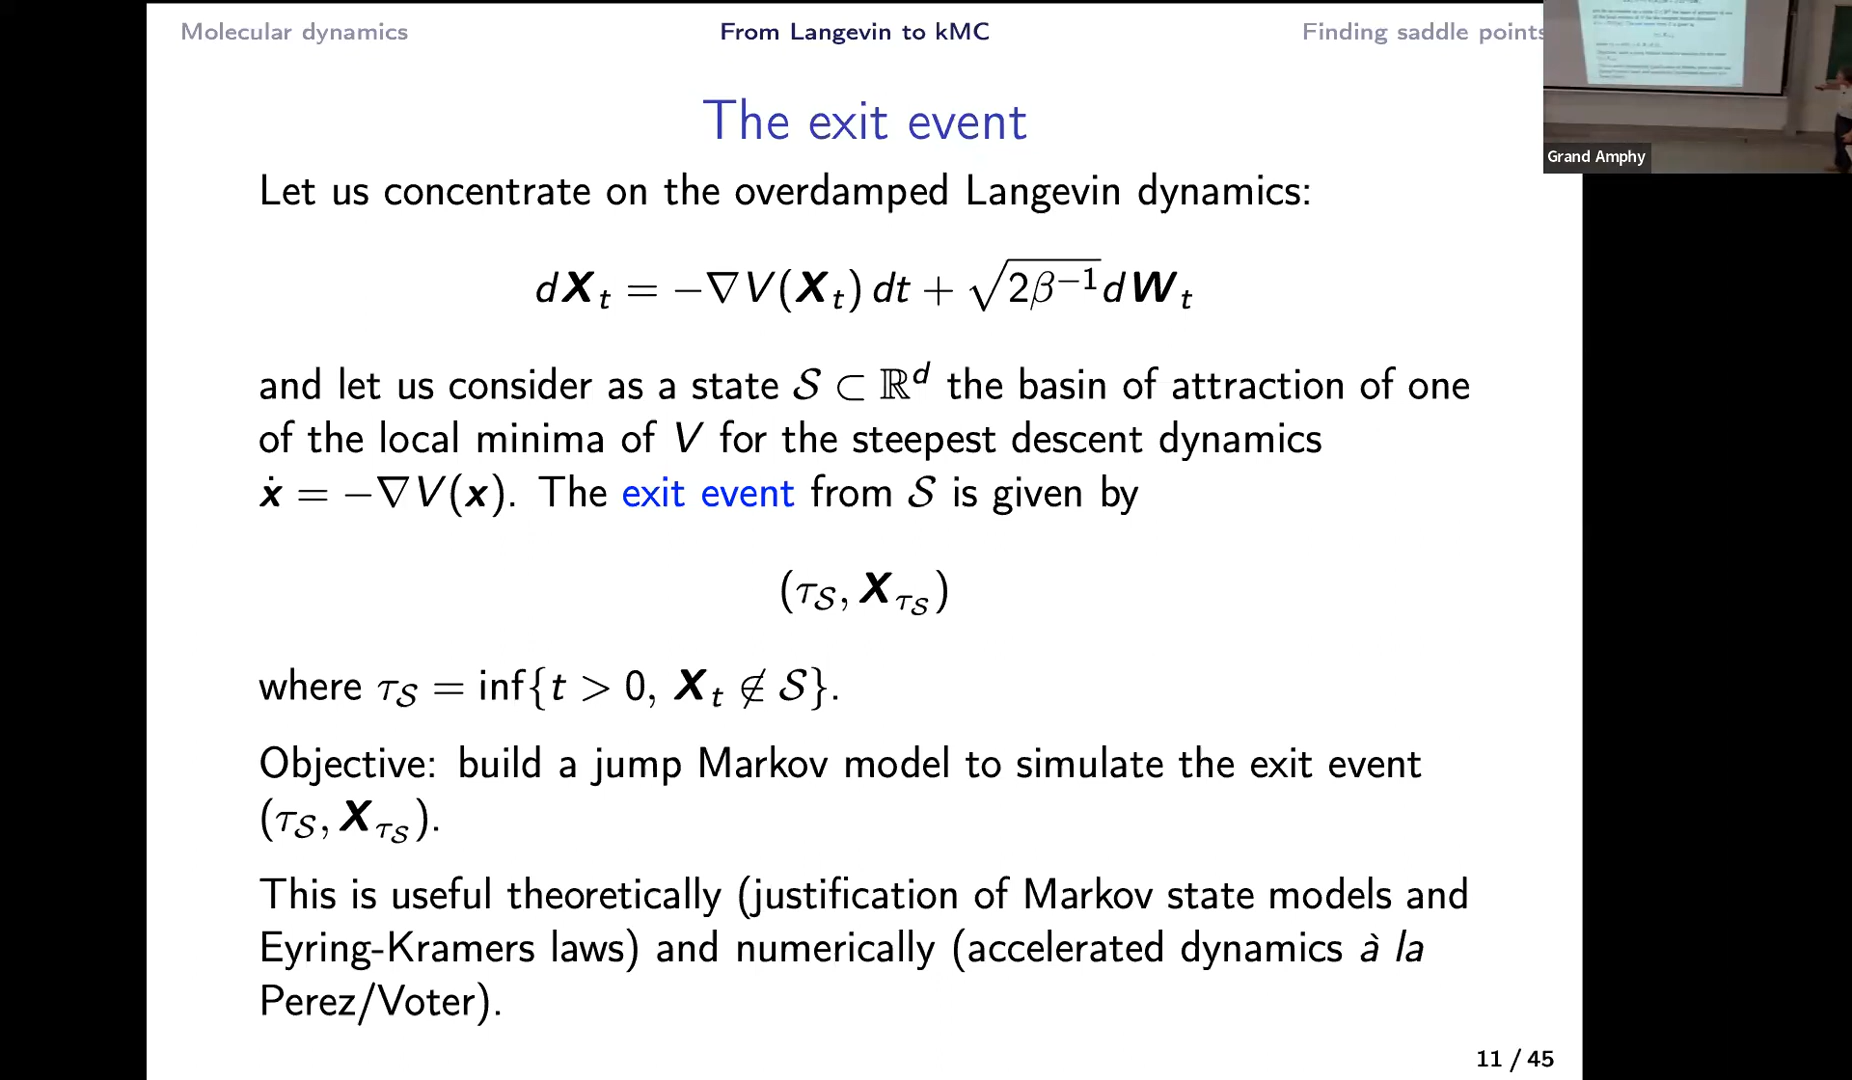 Molecular dynamics From Langevin to kMC Finding saddle points
The exit event
Let us concentrate on the overdamped Langevin dynamics:
d𝑿ₜ = −∇V(𝑿ₜ) dt + √(2β⁻¹) d𝑾ₜ
and let us consider as a state 𝒮 ⊂ ℝᵈ the basin of attraction of one
of the local minima of V for the steepest descent dynamics
ẋ = −∇V(x). The exit event from 𝒮 is given by
(τ_𝒮, 𝑿_{τ_𝒮})
where τ_𝒮 = inf{t > 0, 𝑿ₜ ∉ 𝒮}.
Objective: build a jump Markov model to simulate the exit event
(τ_𝒮, 𝑿_{τ_𝒮}).
This is useful theoretically (justification of Markov state models and
Eyring-Kramers laws) and numerically (accelerated dynamics à la
Perez/Voter).
11 / 45
Grand Amphy